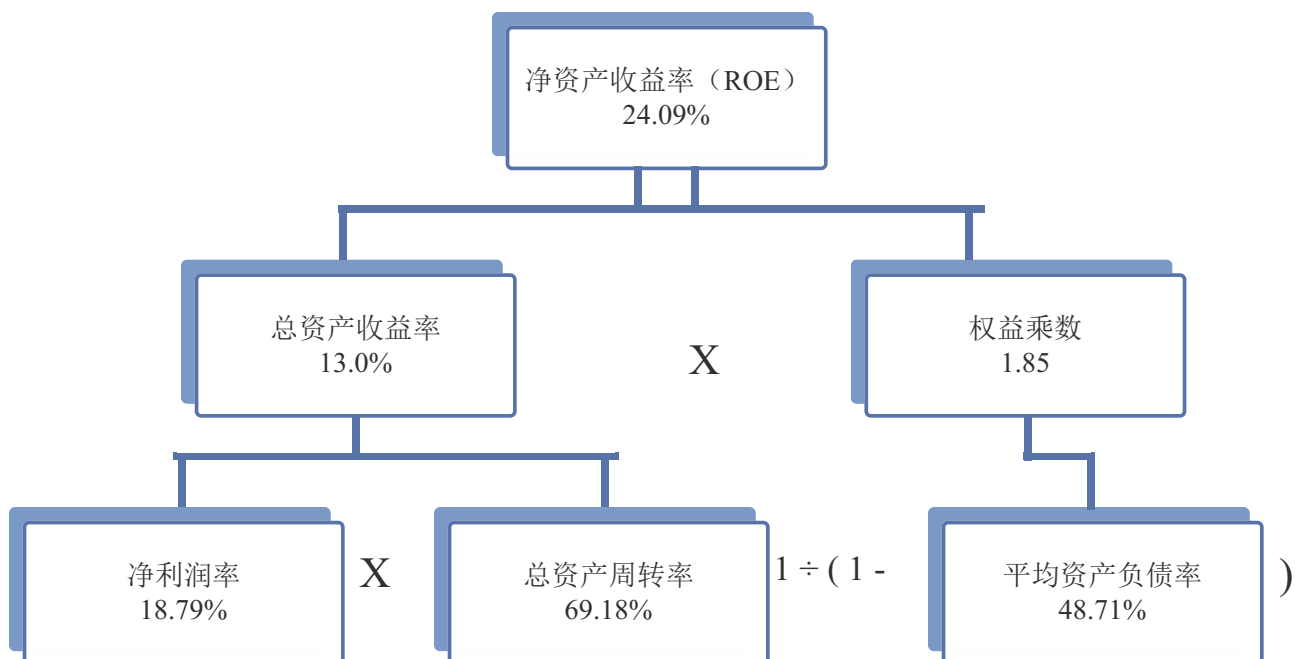 净资产收益率（ROE）
24.09%
总资产收益率
13.0%
X
权益乘数
1.85
净利润率
18.79%
X
总资产周转率
69.18%
1 ÷ ( 1 -
平均资产负债率
48.71%
)